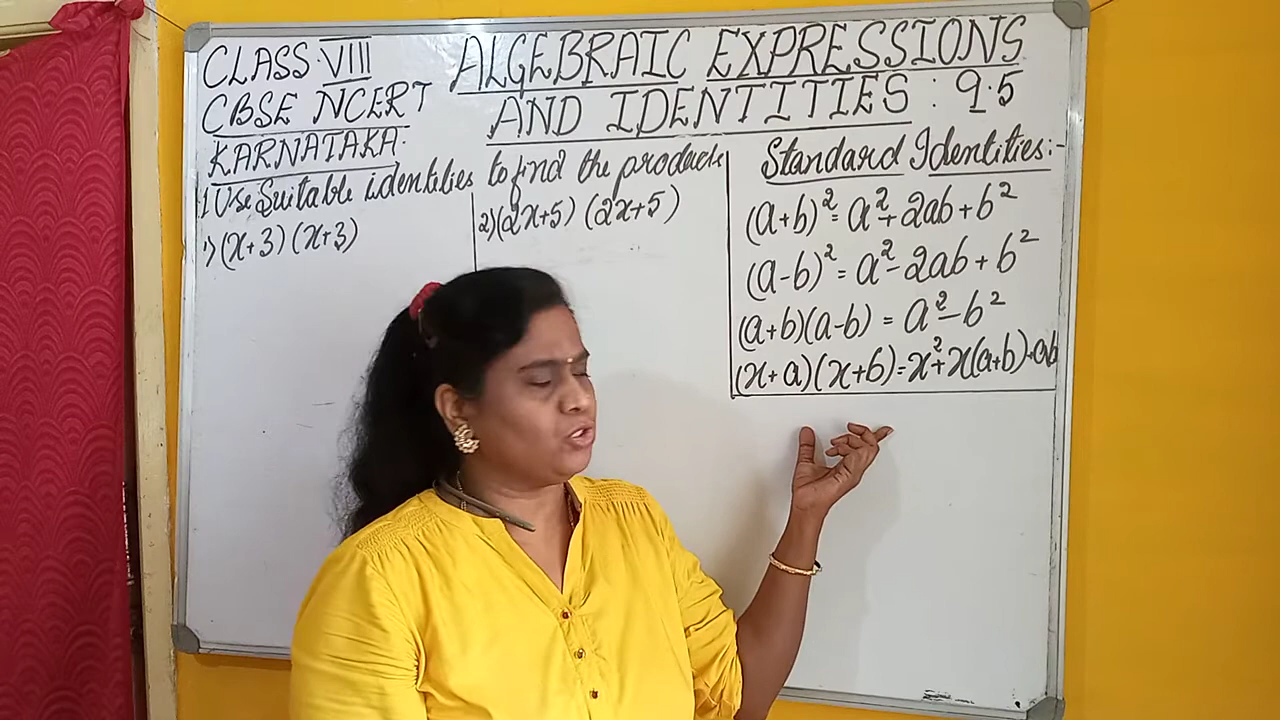 CLASS VIII
CBSE NCERT
KARNATAKA
ALGEBRAIC EXPRESSIONS
AND IDENTITIES : 9.5
1 Use Suitable identities to find the products
1) (x+3) (x+3)
2) (2x+5) (2x+5)
Standard Identities:-
(a+b)² = a² + 2ab + b²
(a-b)² = a² - 2ab + b²
(a+b)(a-b) = a² - b²
(x+a)(x+b) = x² + x(a+b) + ab